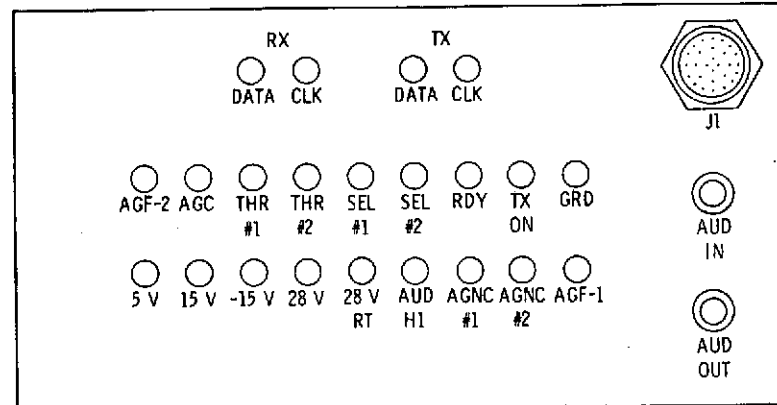 RX TX
DATA CLK DATA CLK
J1
AGF-2 AGC THR #1 THR #2 SEL #1 SEL #2 RDY TX ON GRD
AUD IN
5 V 15 V -15 V 28 V 28 V RT AUD H1 AGNC #1 AGNC #2 AGF-1
AUD OUT